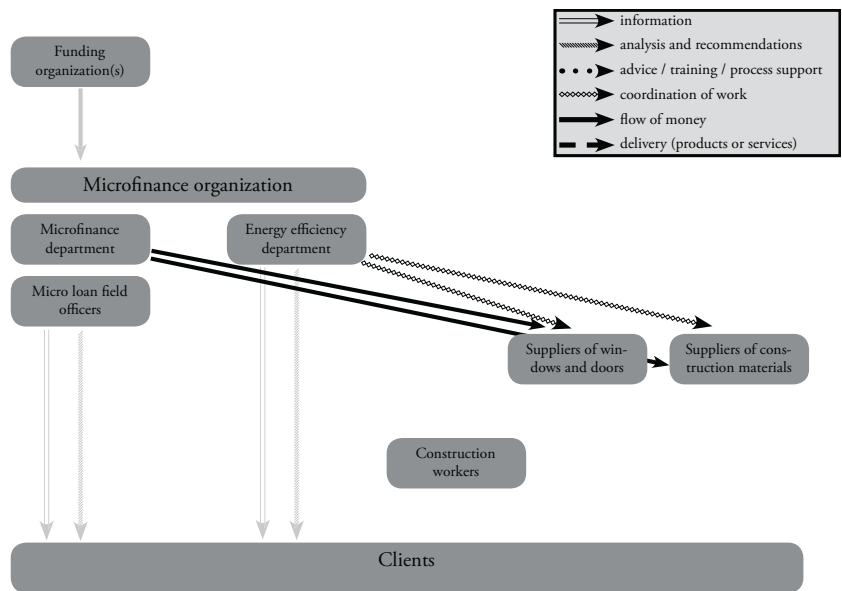 information
analysis and recommendations
advice / training / process support
coordination of work
flow of money
delivery (products or services)
Funding
organization(s)
Microfinance organization
Microfinance
department
Energy efficiency
department
Micro loan field
officers
Suppliers of win-
dows and doors
Suppliers of cons-
truction materials
Construction
workers
Clients